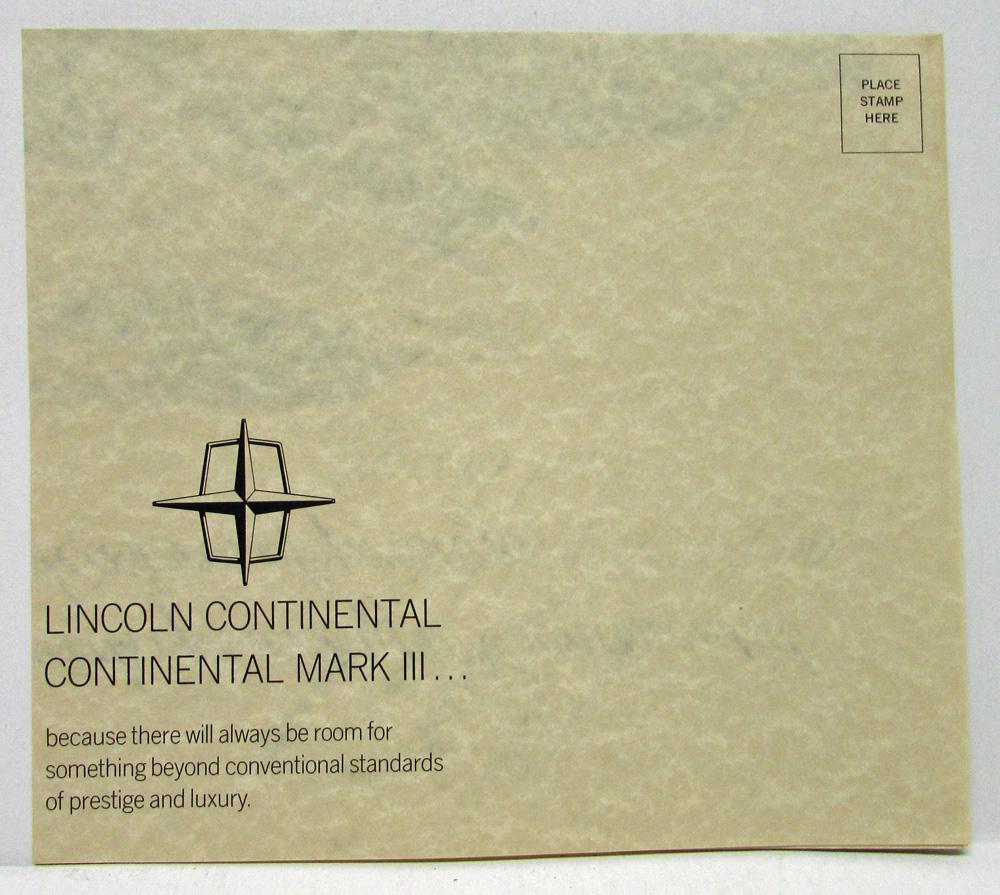 PLACE
STAMP
HERE
LINCOLN CONTINENTAL
CONTINENTAL MARK III...
because there will always be room for
something beyond conventional standards
of prestige and luxury.